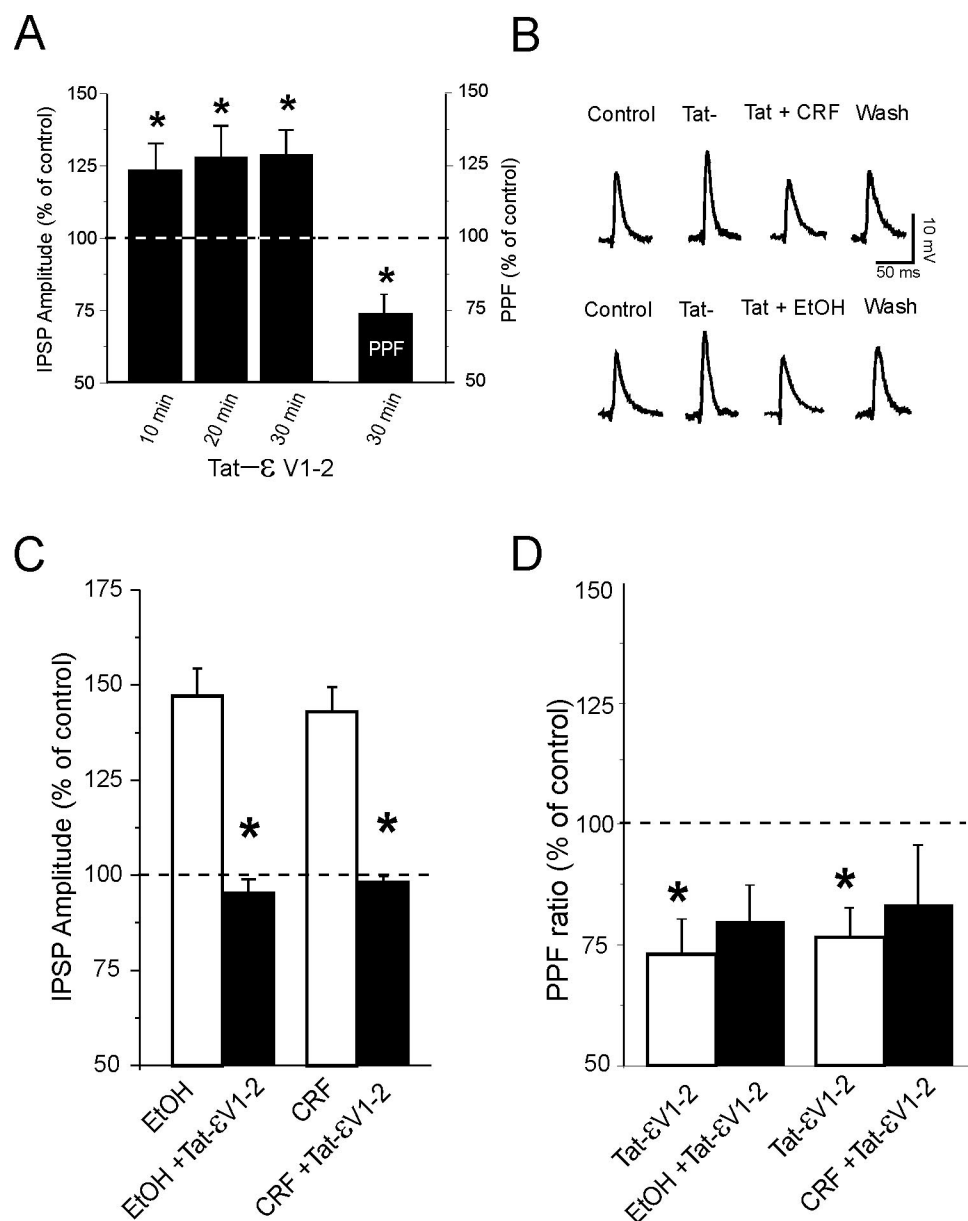 A
IPSP Amplitude (% of control)
150
125
100
75
50
*
*
*
*
PPF
150
125
100
75
50
PPF (% of control)
10 min
20 min
30 min
30 min
Tat–ε V1-2
B
Control Tat- Tat + CRF Wash
10 mV
50 ms
Control Tat- Tat + EtOH Wash
C
IPSP Amplitude (% of control)
175
150
125
100
75
50
*
*
EtOH
EtOH +Tat-εV1-2
CRF
CRF +Tat-εV1-2
D
PPF ratio (% of control)
150
125
100
75
50
*
*
Tat-εV1-2
EtOH +Tat-εV1-2
Tat-εV1-2
CRF +Tat-εV1-2